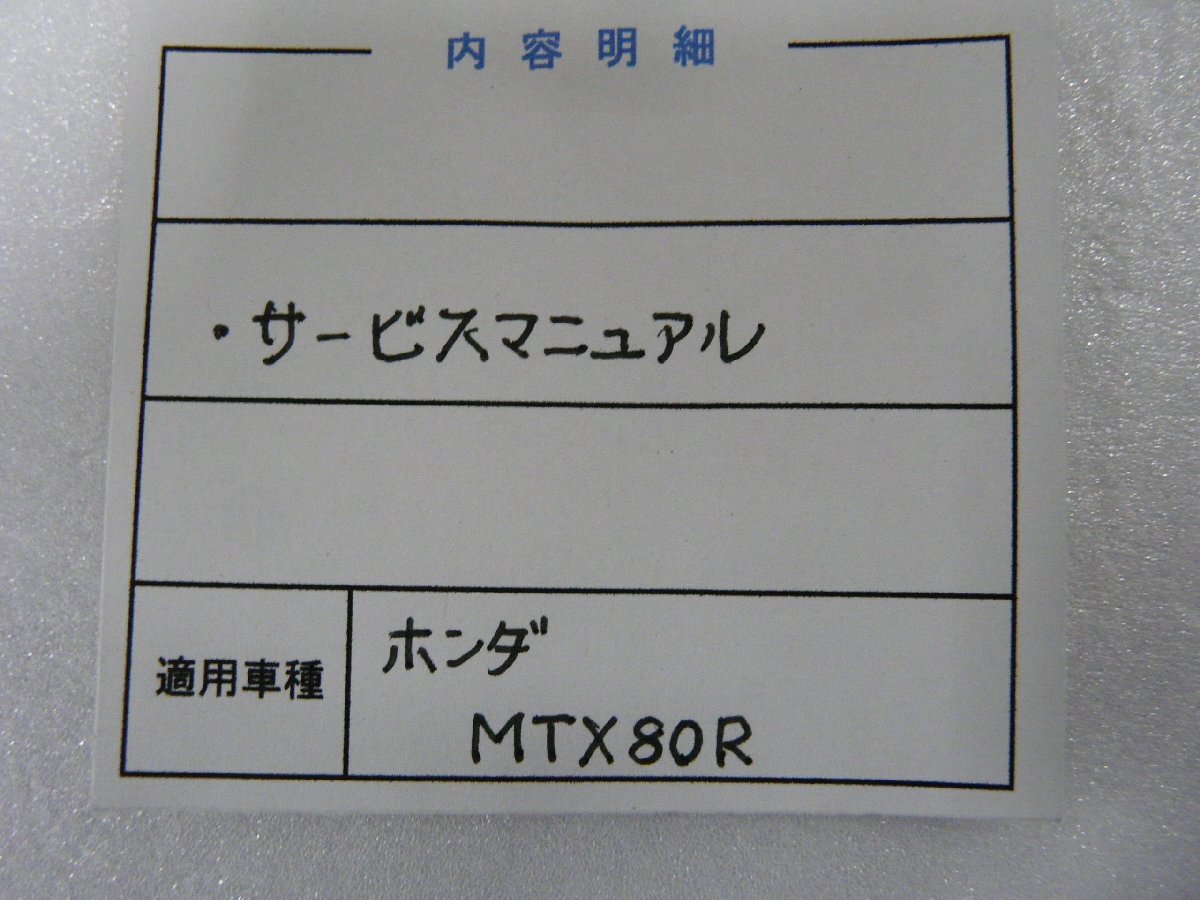 内容明細
・サービスマニュアル
適用車種
ホンダ
MTX80R